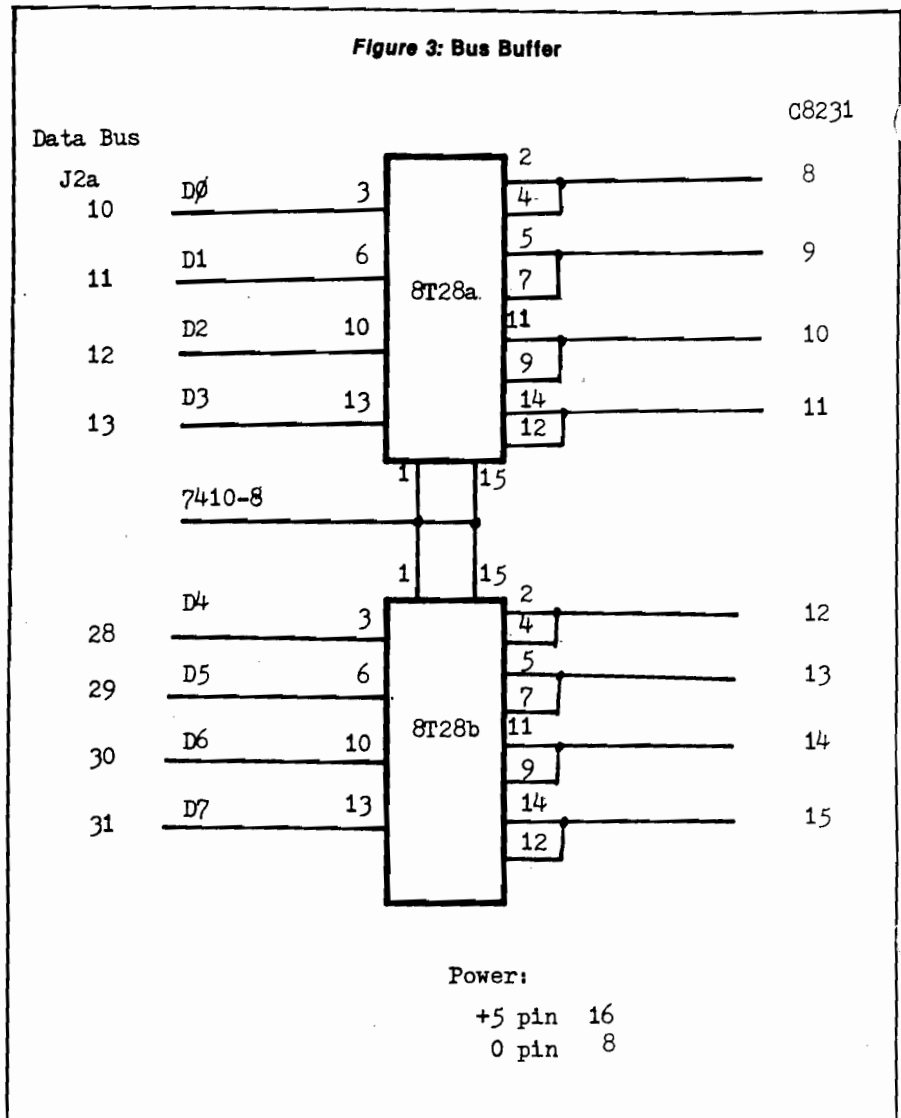 Figure 3: Bus Buffer
C8231
Data Bus
J2a
10 DØ 3 2 4 8
11 D1 6 5 7 9
8T28a
12 D2 10 11 9 10
13 D3 13 14 12 11
1 15
7410-8
1 15
28 D4 3 2 4 12
29 D5 6 5 7 13
8T28b
30 D6 10 11 9 14
31 D7 13 14 12 15
Power:
+5 pin 16
0 pin 8